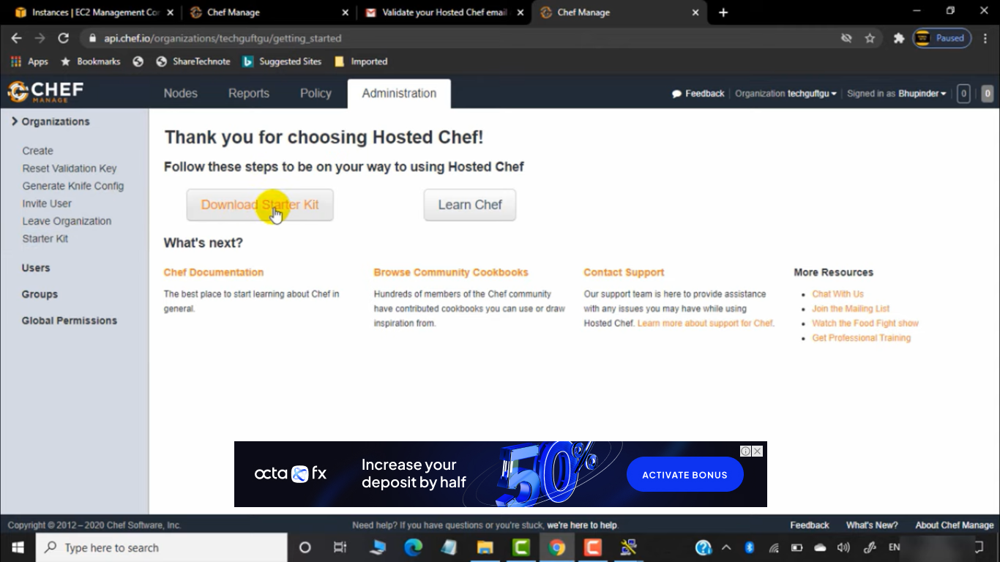 Instances | EC2 Management Con
Chef Manage
Validate your Hosted Chef email
Chef Manage
api.chef.io/organizations/techguftgu/getting_started
Paused
Apps
Bookmarks
ShareTechnote
Suggested Sites
Imported
CHEF
MANAGE
Nodes
Reports
Policy
Administration
Feedback
Organization techguftgu
Signed in as Bhupinder
0
0
Organizations
Create
Reset Validation Key
Generate Knife Config
Invite User
Leave Organization
Starter Kit
Users
Groups
Global Permissions
Thank you for choosing Hosted Chef!
Follow these steps to be on your way to using Hosted Chef
Download Starter Kit
Learn Chef
What's next?
Chef Documentation
The best place to start learning about Chef in
general.
Browse Community Cookbooks
Hundreds of members of the Chef community
have contributed cookbooks you can use or draw
inspiration from.
Contact Support
Our support team is here to provide assistance
with any issues you may have while using
Hosted Chef. Learn more about support for Chef.
More Resources
Chat With Us
Join the Mailing List
Watch the Food Fight show
Get Professional Training
octa fx
Increase your
deposit by half
50%
ACTIVATE BONUS
Copyright © 2012 – 2020 Chef Software, Inc.
Need help? If you have questions or you're stuck, we're here to help.
Feedback
What's New?
About Chef Manage
Type here to search
EN